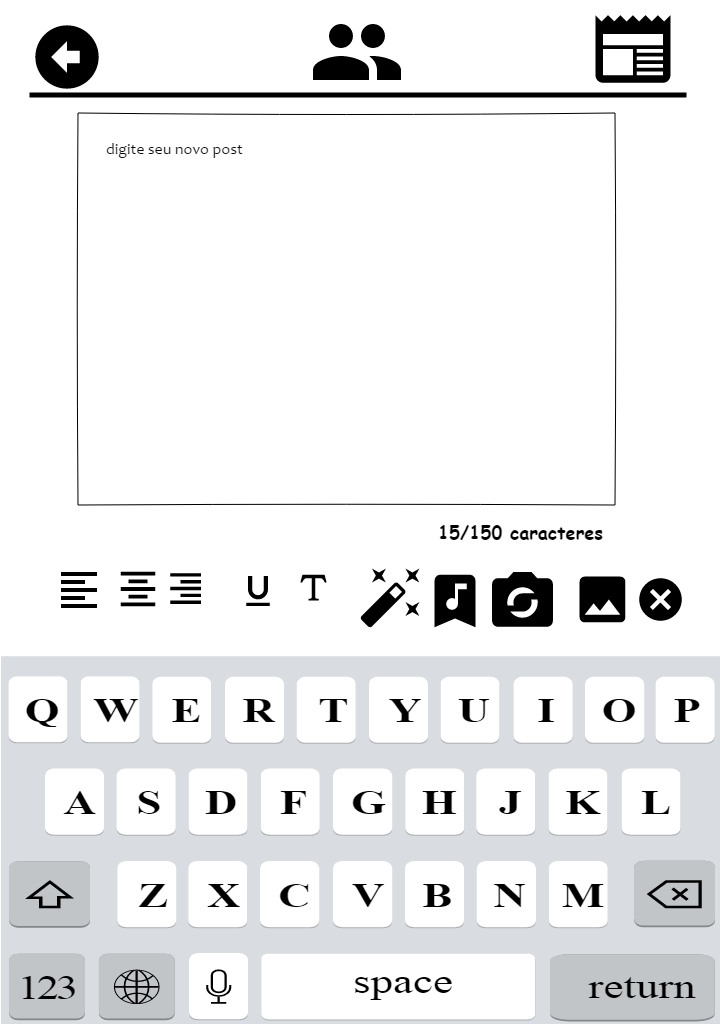 digite seu novo post
15/150 caracteres
U T
Q W E R T Y U I O P
A S D F G H J K L
Z X C V B N M
123 space return